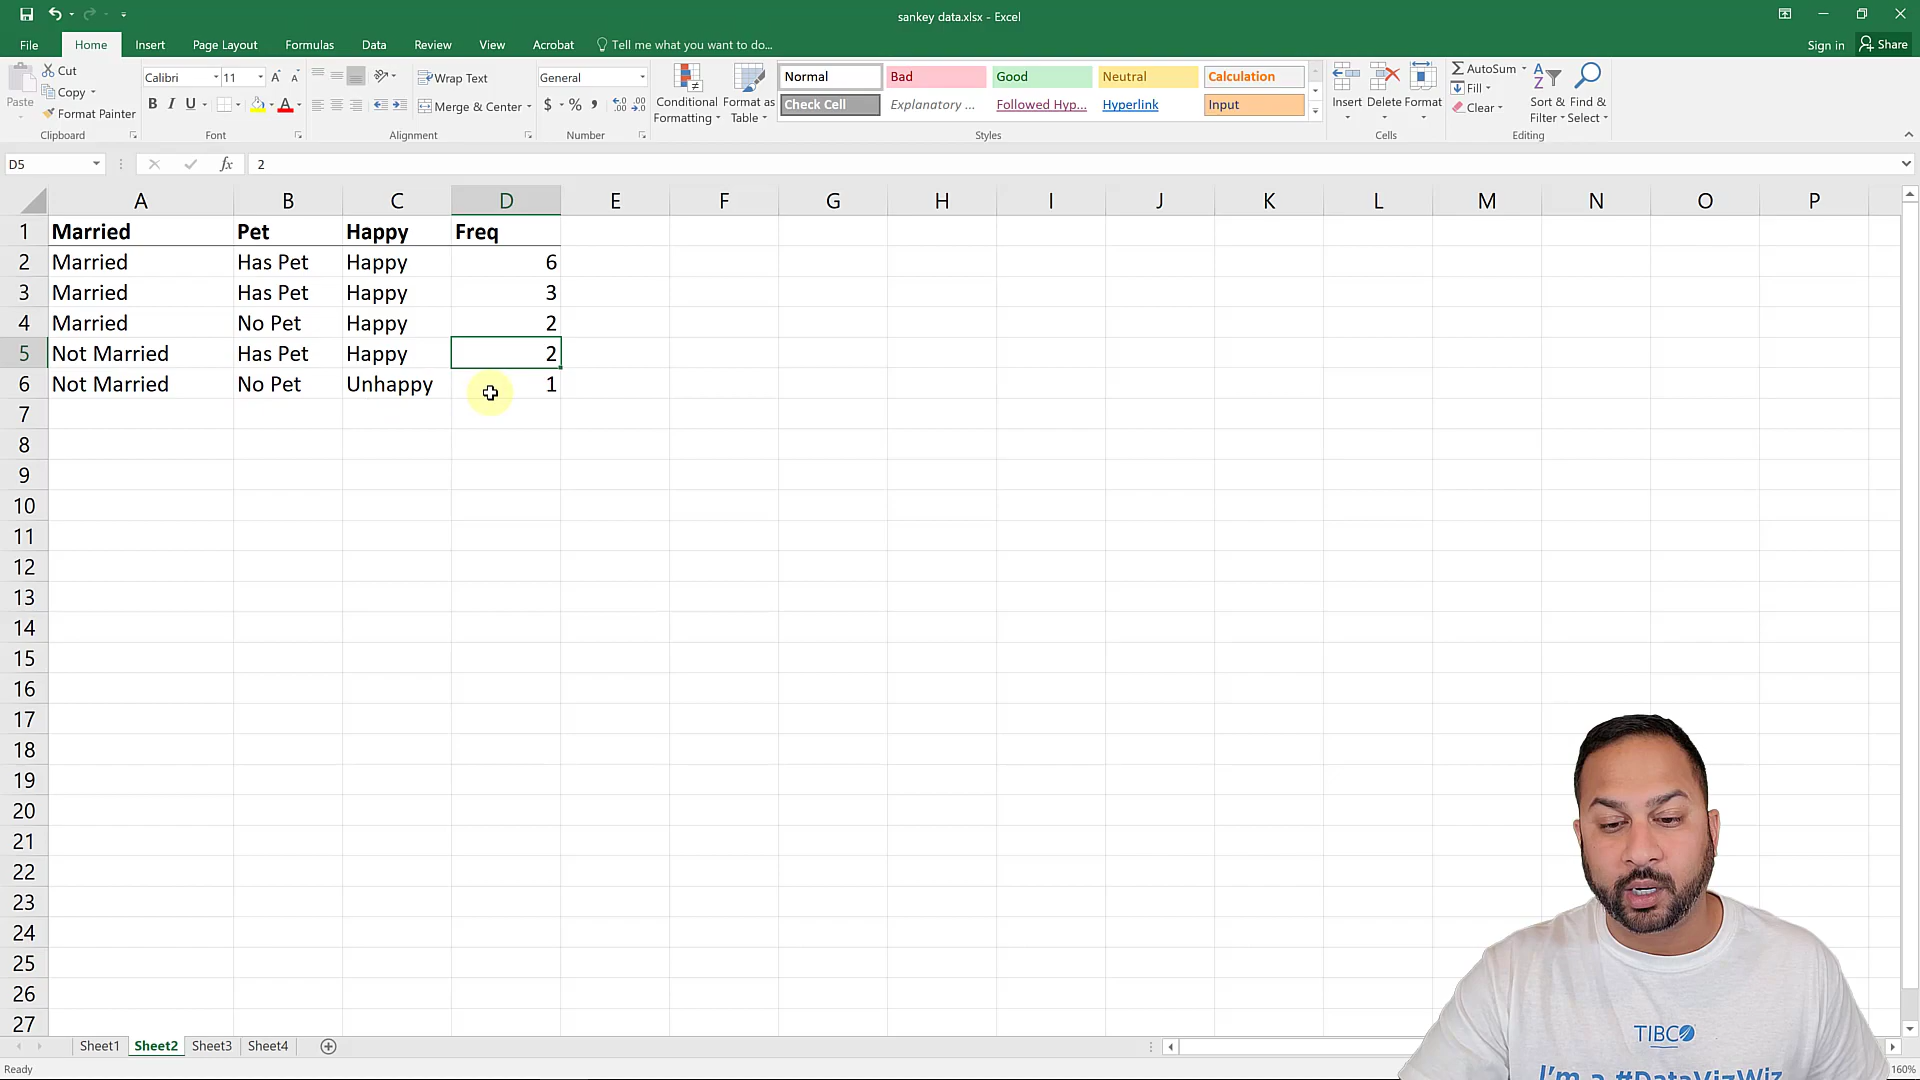 sankey data.xlsx - Excel
File Home Insert Page Layout Formulas Data Review View Acrobat Tell me what you want to do... Sign in Share
Paste
Cut
Copy
Format Painter
Clipboard
Calibri 11 A A
B I U A
Font
Wrap Text
Merge & Center
Alignment
General
$ % ,
Number
Conditional
Formatting
Format as
Table
Normal Bad Good Neutral Calculation
Check Cell Explanatory ... Followed Hyp... Hyperlink Input
Styles
Insert Delete Format
Cells
AutoSum
Fill
Clear
Sort &
Filter
Find &
Select
Editing
D5 fx 2
A B C D E F G H I J K L M N O P
1 Married Pet Happy Freq
2 Married Has Pet Happy 6
3 Married Has Pet Happy 3
4 Married No Pet Happy 2
5 Not Married Has Pet Happy 2
6 Not Married No Pet Unhappy 1
7
8
9
10
11
12
13
14
15
16
17
18
19
20
21
22
23
24
25
26
27
TIBCO
I'm a #DataVizWiz
Sheet1 Sheet2 Sheet3 Sheet4
Ready 160%